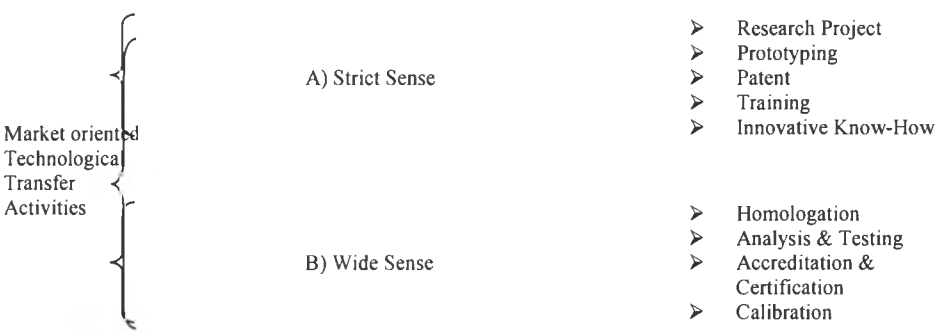 Market oriented
Technological
Transfer
Activities
A) Strict Sense
➢ Research Project
➢ Prototyping
➢ Patent
➢ Training
➢ Innovative Know-How
B) Wide Sense
➢ Homologation
➢ Analysis & Testing
➢ Accreditation &
Certification
➢ Calibration